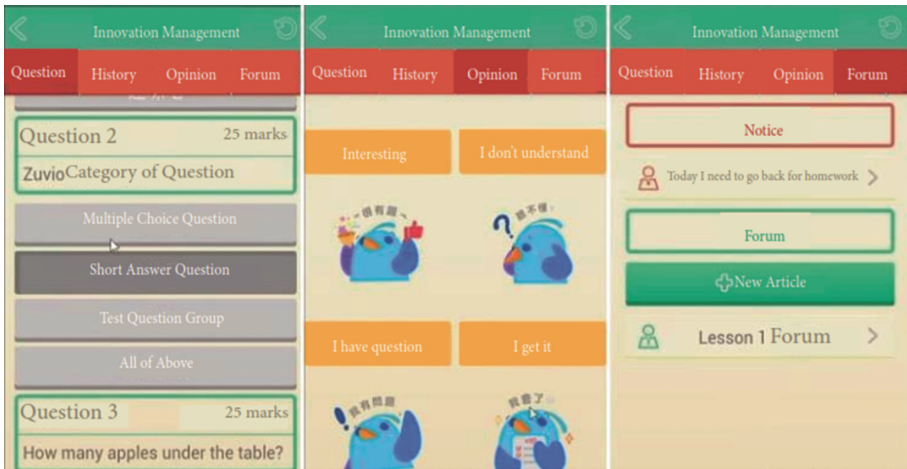 Innovation Management
Question History Opinion Forum
Question 2 25 marks
ZuvioCategory of Question
Multiple Choice Question
Short Answer Question
Test Question Group
All of Above
Question 3 25 marks
How many apples under the table?
Innovation Management
Question History Opinion Forum
Interesting I don't understand
~很有趣~
聽不懂
I have question I get it
我有問題
我會了
Innovation Management
Question History Opinion Forum
Notice
Today I need to go back for homework
Forum
New Article
Lesson 1 Forum